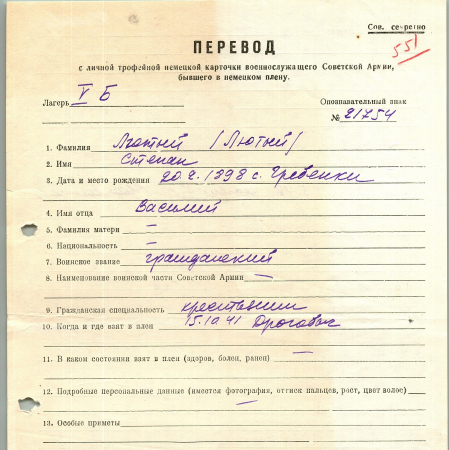 Сов. секретно
551
ПЕРЕВОД
с личной трофейной немецкой карточки военнослужащего Советской Армии,
бывшего в немецком плену.
Лагерь V Б
Опознавательный знак
№ 21754
1. Фамилия Лютый /Лютый/
2. Имя Степан
3. Дата и место рождения 20.2.1898 с. Гребенки
4. Имя отца Василий
5. Фамилия матери —
6. Национальность —
7. Воинское звание гражданский
8. Наименование воинской части Советской Армии —
9. Гражданская специальность крестьянин
10. Когда и где взят в плен 15.10.41
11. В каком состоянии взят в плен (здоров, болен, ранен) —
12. Подробные персональные данные (имеется фотография, оттиск пальцев, рост, цвет волос)
—
13. Особые приметы